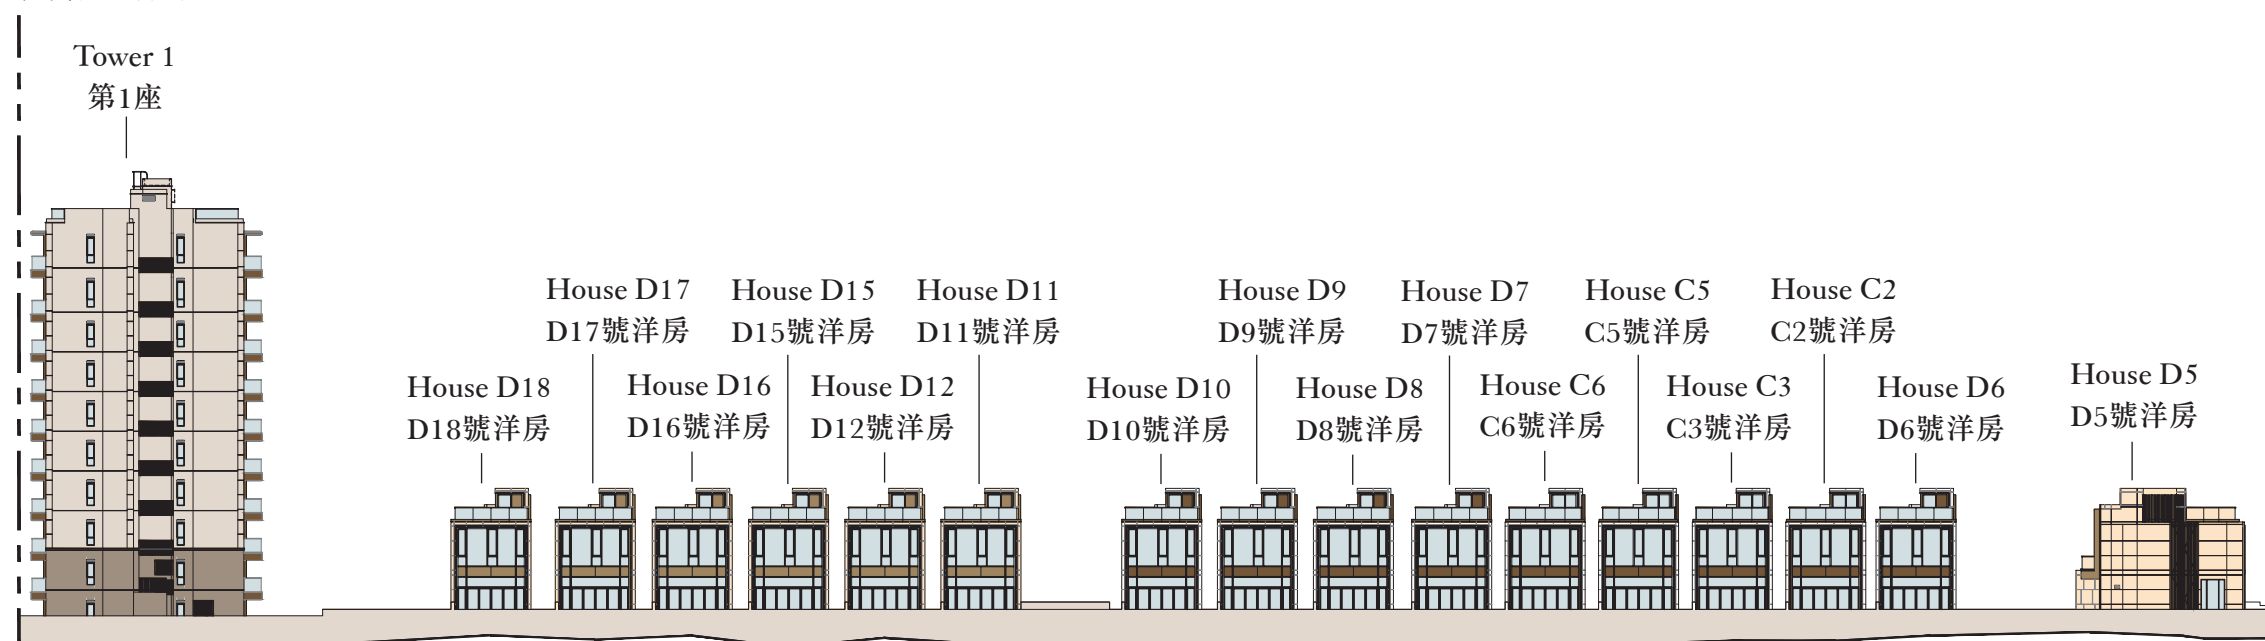 Tower 1
第1座
House D17
D17號洋房
House D15
D15號洋房
House D11
D11號洋房
House D9
D9號洋房
House D7
D7號洋房
House C5
C5號洋房
House C2
C2號洋房
House D18
D18號洋房
House D16
D16號洋房
House D12
D12號洋房
House D10
D10號洋房
House D8
D8號洋房
House C6
C6號洋房
House C3
C3號洋房
House D6
D6號洋房
House D5
D5號洋房